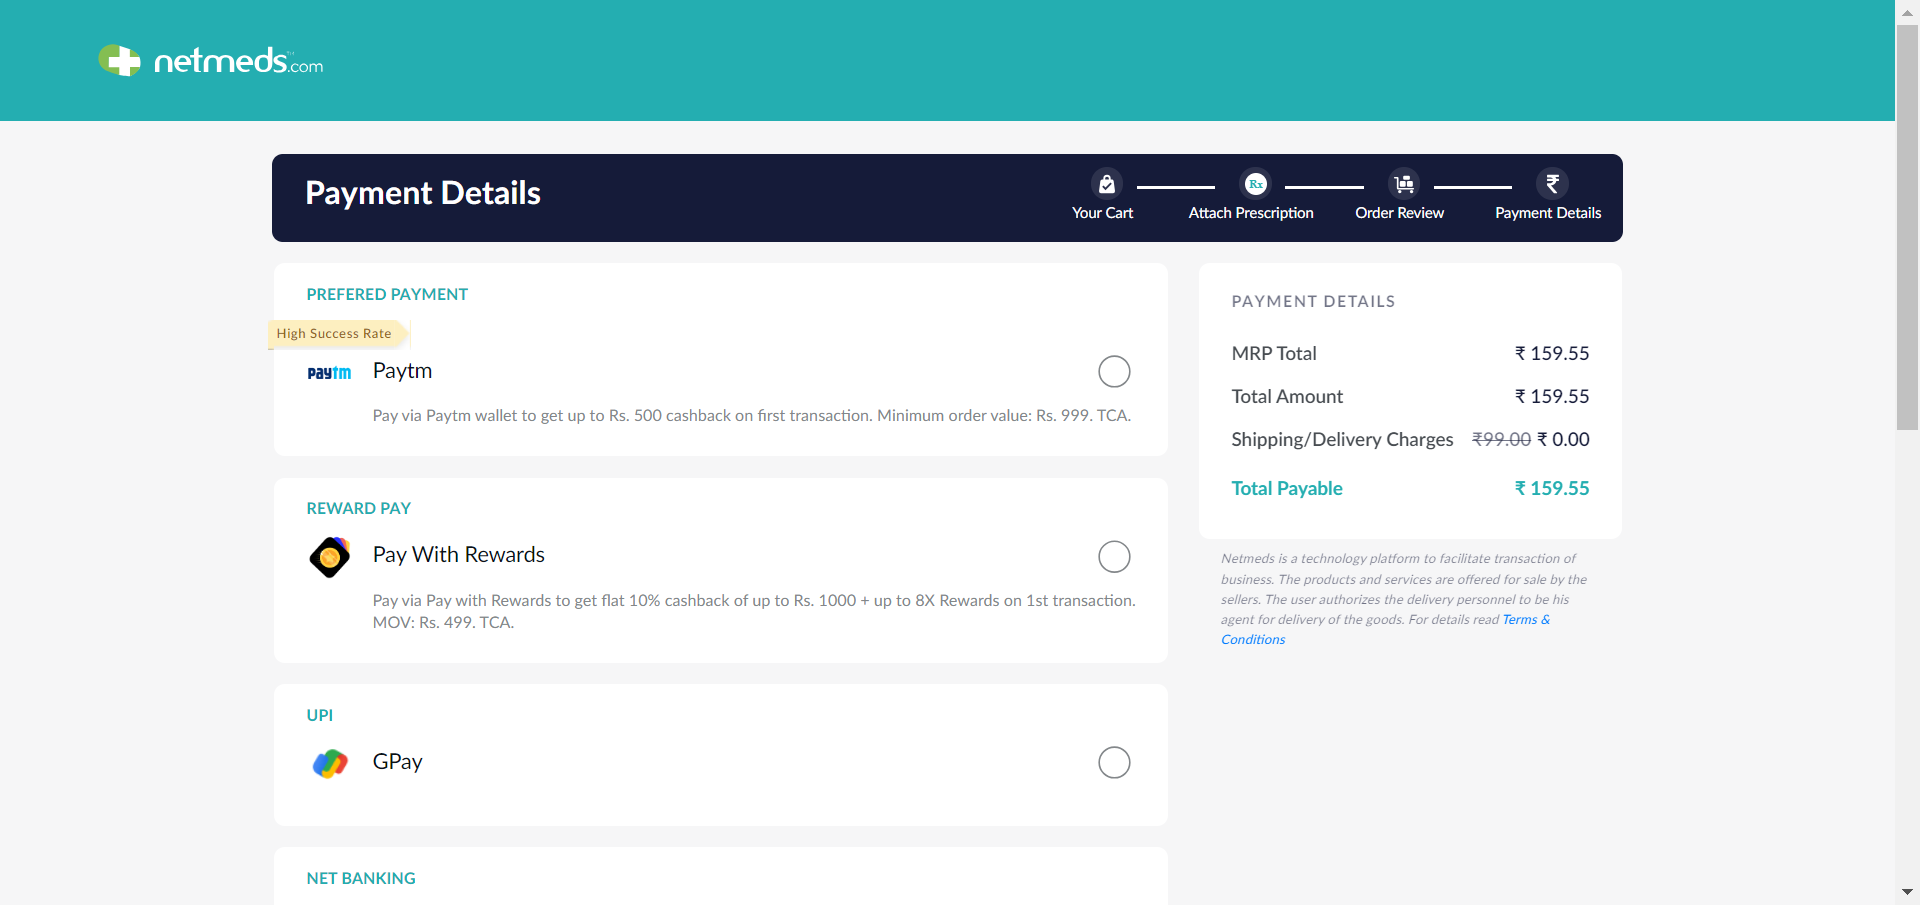 netmeds.com
Payment Details
Your Cart
Rx
Attach Prescription
Order Review
₹
Payment Details
PREFERED PAYMENT
High Success Rate
paytm
Paytm
Pay via Paytm wallet to get up to Rs. 500 cashback on first transaction. Minimum order value: Rs. 999. TCA.
REWARD PAY
Pay With Rewards
Pay via Pay with Rewards to get flat 10% cashback of up to Rs. 1000 + up to 8X Rewards on 1st transaction.
MOV: Rs. 499. TCA.
UPI
GPay
NET BANKING
PAYMENT DETAILS
MRP Total ₹ 159.55
Total Amount ₹ 159.55
Shipping/Delivery Charges ₹99.00 ₹ 0.00
Total Payable ₹ 159.55
Netmeds is a technology platform to facilitate transaction of
business. The products and services are offered for sale by the
sellers. The user authorizes the delivery personnel to be his
agent for delivery of the goods. For details read Terms &
Conditions